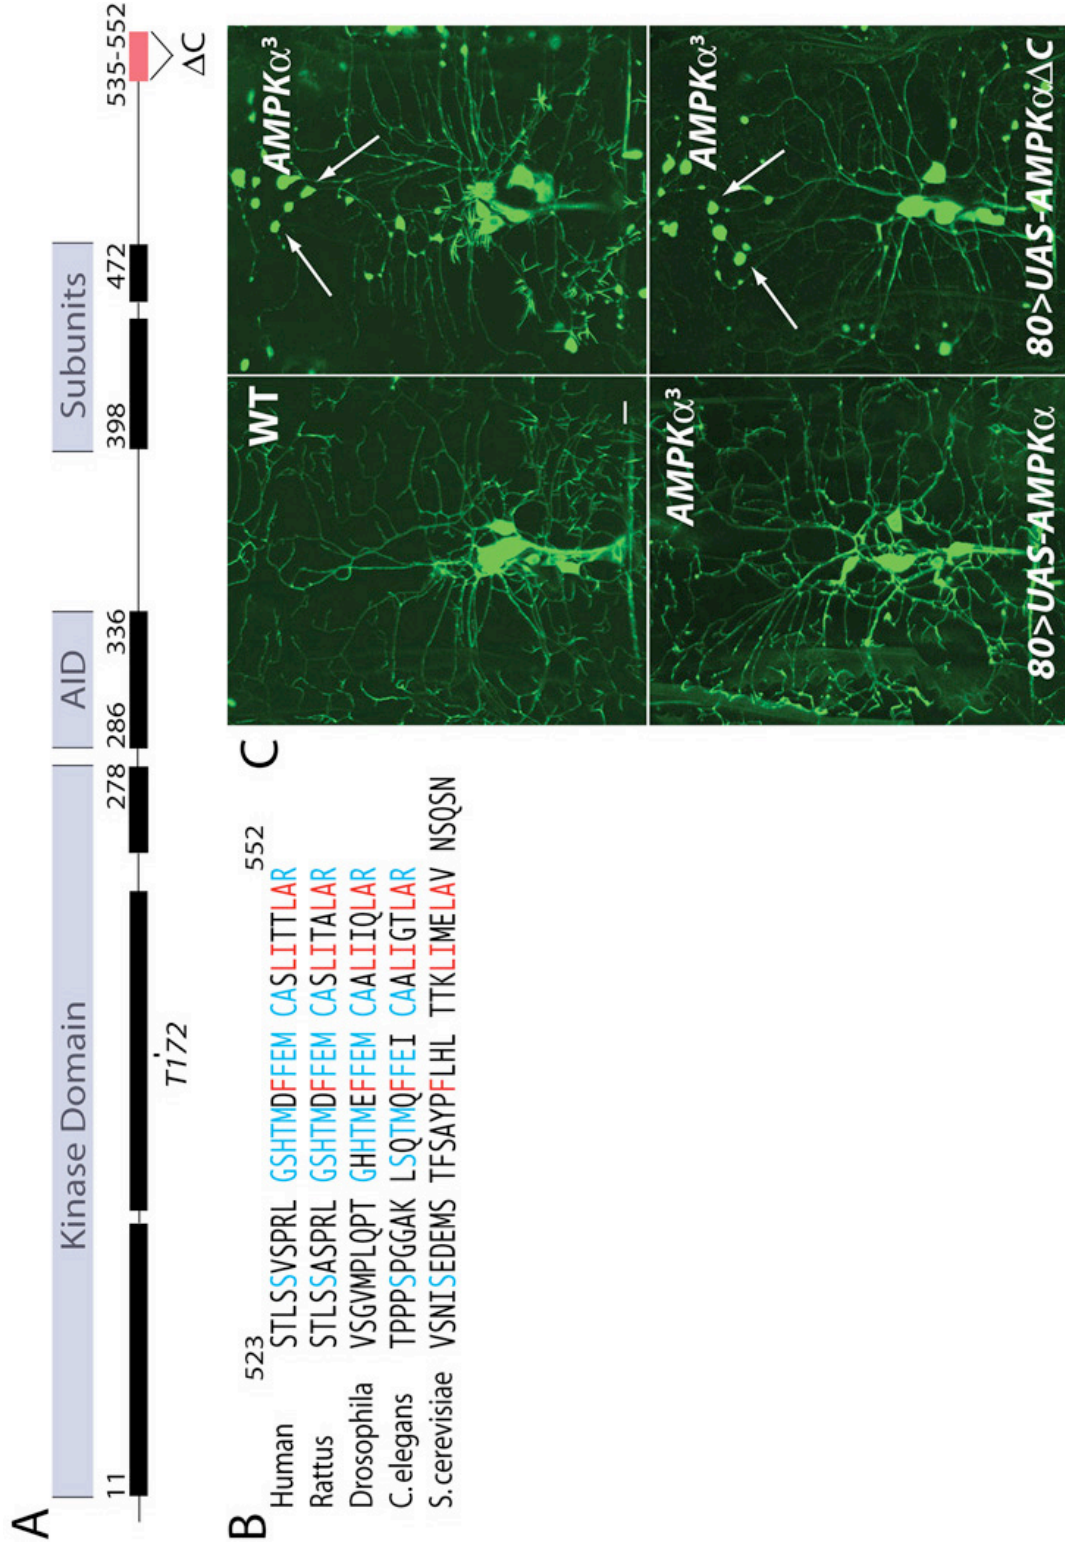 A
Kinase Domain
AID
Subunits
11
278
286
336
398
472
535-552
T172
ΔC
B
523
552
Human STLSSVSPRL GSHTMDFFEM CASLITTLAR
Rattus STLSSASPRL GSHTMDFFEM CASLITALAR
Drosophila VSGVMPLQPT GHHTMEFFEM CAALIIQLAR
C.elegans TPPPSPGGAK LSQTMQFFEI CAALIGTLAR
S.cerevisiae VSNISEDEMS TFSAYPFLHL TTKLIMELAV NSQSN
C
WT
AMPKα³
AMPKα³
80>UAS-AMPKα
AMPKα³
80>UAS-AMPKαΔC